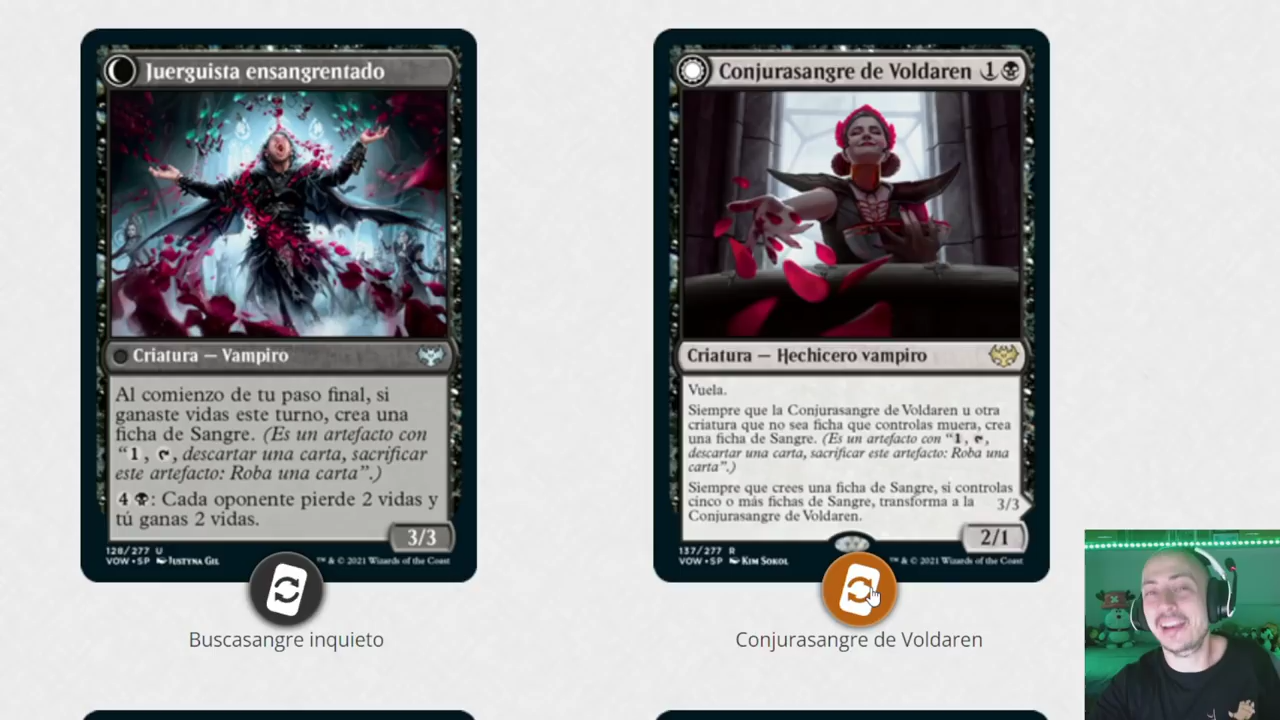 Juerguista ensangrentado
Criatura — Vampiro
Al comienzo de tu paso final, si
ganaste vidas este turno, crea una
ficha de Sangre. (Es un artefacto con
“1, T, descartar una carta, sacrificar
este artefacto: Roba una carta”.)
4 B: Cada oponente pierde 2 vidas y
tú ganas 2 vidas.
3/3
128/277 U
VOW • SP JUSTYNA GIL
™ & © 2021 Wizards of the Coast
Buscasangre inquieto
Conjurasangre de Voldaren 1
Criatura — Hechicero vampiro
Vuela.
Siempre que la Conjurasangre de Voldaren u otra
criatura que no sea ficha que controlas muera, crea
una ficha de Sangre. (Es un artefacto con “1, T,
descartar una carta, sacrificar este artefacto: Roba una
carta”.)
Siempre que crees una ficha de Sangre, si controlas
cinco o más fichas de Sangre, transforma a la
Conjurasangre de Voldaren.
3/3
2/1
137/277 R
VOW • SP KIM SOKOL
™ & © 2021 Wizards of the Coast
Conjurasangre de Voldaren